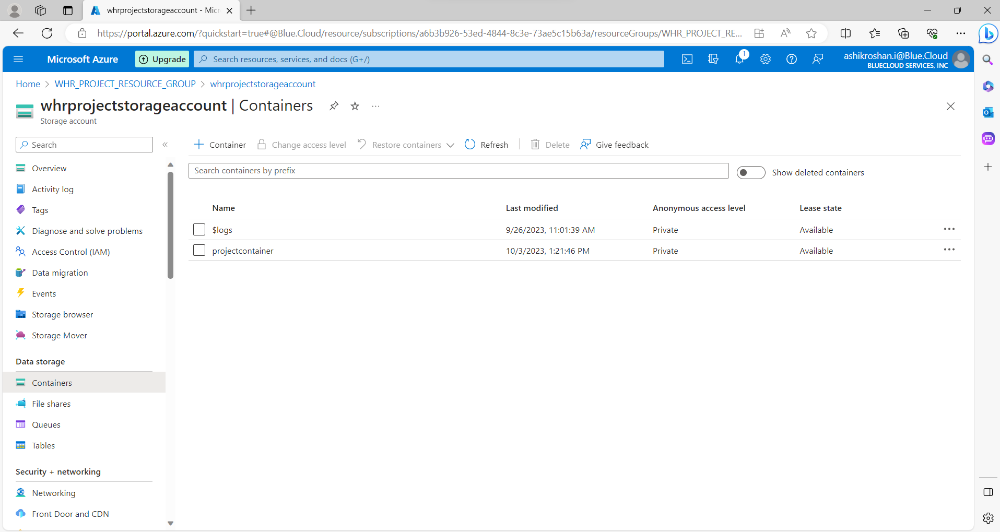 whrprojectstorageaccount - Micr
https://portal.azure.com/?quickstart=true#@Blue.Cloud/resource/subscriptions/a6b3b926-53ed-4844-8c3e-73ae5c15b63a/resourceGroups/WHR_PROJECT_RE...
Microsoft Azure
Upgrade
Search resources, services, and docs (G+/)
1
ashikroshan.i@Blue.Cloud
BLUECLOUD SERVICES, INC
Home > WHR_PROJECT_RESOURCE_GROUP > whrprojectstorageaccount
whrprojectstorageaccount | Containers
Storage account
Search
Container
Change access level
Restore containers
Refresh
Delete
Give feedback
Search containers by prefix
Show deleted containers
Name Last modified Anonymous access level Lease state
$logs 9/26/2023, 11:01:39 AM Private Available
projectcontainer 10/3/2023, 1:21:46 PM Private Available
Overview
Activity log
Tags
Diagnose and solve problems
Access Control (IAM)
Data migration
Events
Storage browser
Storage Mover
Data storage
Containers
File shares
Queues
Tables
Security + networking
Networking
Front Door and CDN